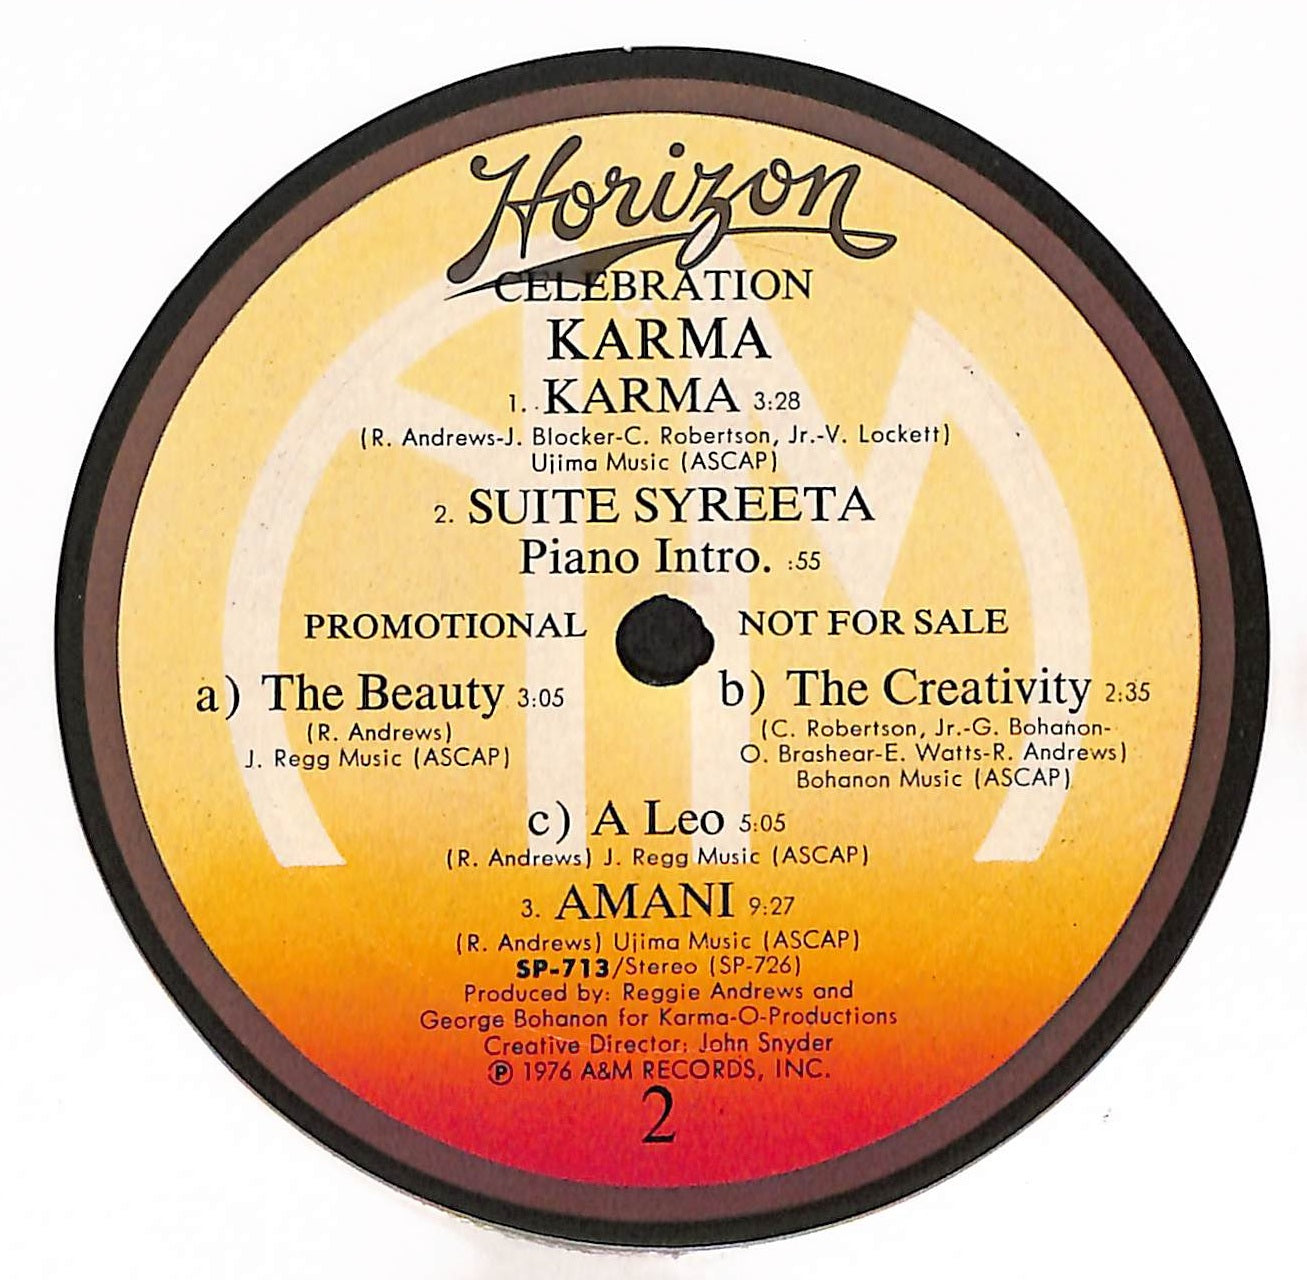 Horizon
CELEBRATION
KARMA
1. KARMA 3:28
(R. Andrews-J. Blocker-C. Robertson, Jr.-V. Lockett)
Ujima Music (ASCAP)
2. SUITE SYREETA
Piano Intro. :55
PROMOTIONAL NOT FOR SALE
a) The Beauty 3:05
(R. Andrews)
J. Regg Music (ASCAP)
b) The Creativity 2:35
(C. Robertson, Jr.-G. Bohanon-
O. Brashear-E. Watts-R. Andrews)
Bohanon Music (ASCAP)
c) A Leo 5:05
(R. Andrews) J. Regg Music (ASCAP)
3. AMANI 9:27
(R. Andrews) Ujima Music (ASCAP)
SP-713/Stereo (SP-726)
Produced by: Reggie Andrews and
George Bohanon for Karma-O-Productions
Creative Director: John Snyder
℗ 1976 A&M RECORDS, INC.
2